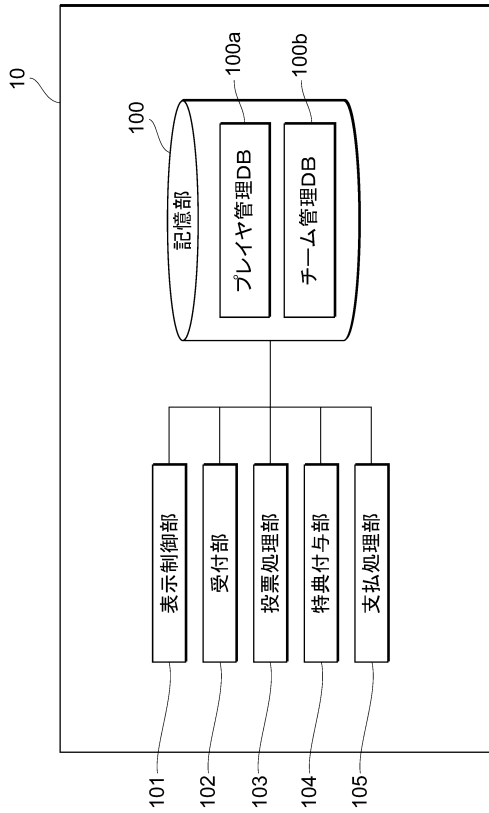 10
100
記憶部
100a
プレイヤ管理DB
100b
チーム管理DB
101
表示制御部
102
受付部
103
投票処理部
104
特典付与部
105
支払処理部